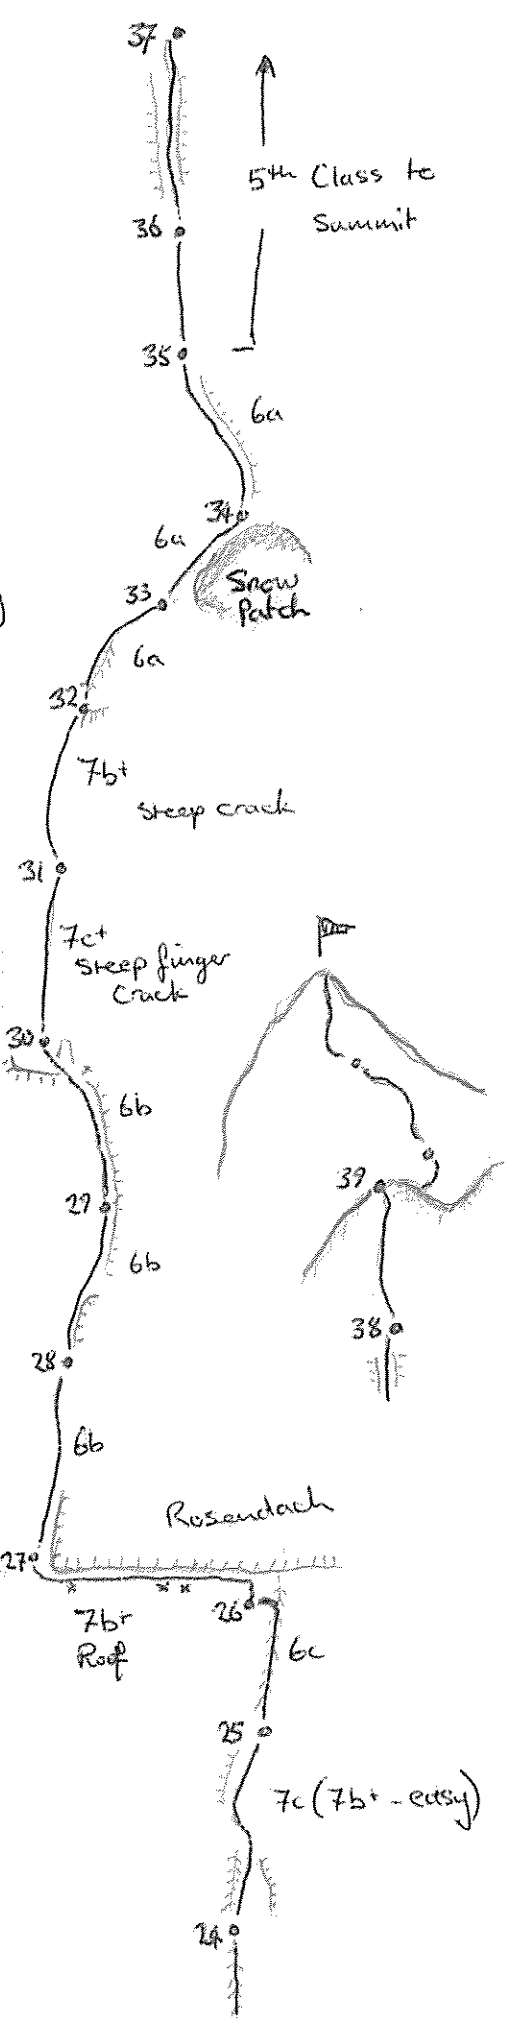 37
5th Class to
Summit
36
35
6a
34
6a
Snow
Patch
33
6a
32
7b+
Steep crack
31
7c+
Steep finger
Crack
30
6b
29
39
6b
38
28
6b
Rosendach
27
26
7b+
Roof
6c
25
7c (7b+ - easy)
24